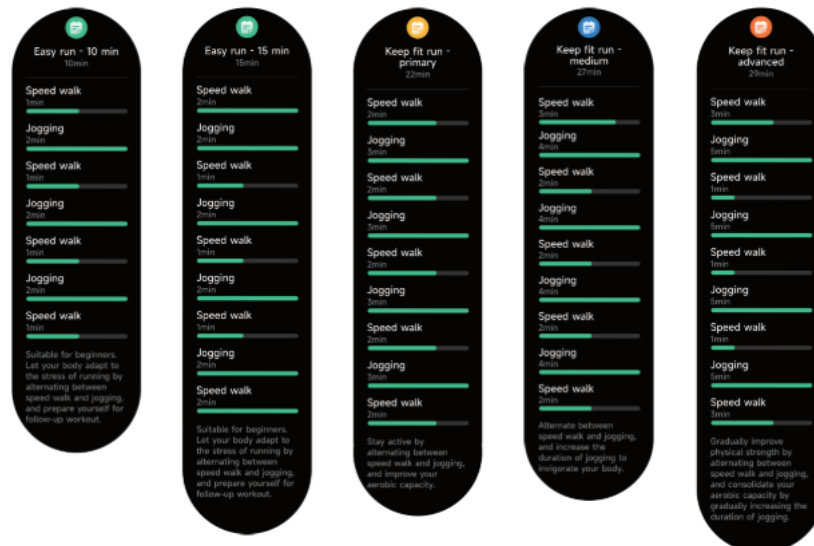 Easy run - 10 min
10min
Speed walk
1min
Jogging
2min
Speed walk
1min
Jogging
2min
Speed walk
1min
Jogging
2min
Speed walk
1min
Suitable for beginners.
Let your body adapt to
the stress of running by
alternating between
speed walk and jogging,
and prepare yourself for
follow-up workout.
Easy run - 15 min
15min
Speed walk
2min
Jogging
2min
Speed walk
1min
Jogging
2min
Speed walk
1min
Jogging
2min
Speed walk
1min
Jogging
2min
Speed walk
2min
Suitable for beginners.
Let your body adapt to
the stress of running by
alternating between
speed walk and jogging,
and prepare yourself for
follow-up workout.
Keep fit run -
primary
22min
Speed walk
2min
Jogging
3min
Speed walk
2min
Jogging
3min
Speed walk
2min
Jogging
3min
Speed walk
2min
Jogging
3min
Speed walk
2min
Stay active by
alternating between
speed walk and jogging,
and improve your
aerobic capacity.
Keep fit run -
medium
27min
Speed walk
3min
Jogging
4min
Speed walk
2min
Jogging
4min
Speed walk
2min
Jogging
4min
Speed walk
2min
Jogging
4min
Speed walk
2min
Alternate between
speed walk and jogging,
and increase the
duration of jogging to
invigorate your body.
Keep fit run -
advanced
29min
Speed walk
3min
Jogging
5min
Speed walk
1min
Jogging
5min
Speed walk
1min
Jogging
5min
Speed walk
1min
Jogging
5min
Speed walk
3min
Gradually improve
physical strength by
alternating between
speed walk and jogging,
and consolidate your
aerobic capacity by
gradually increasing the
duration of jogging.